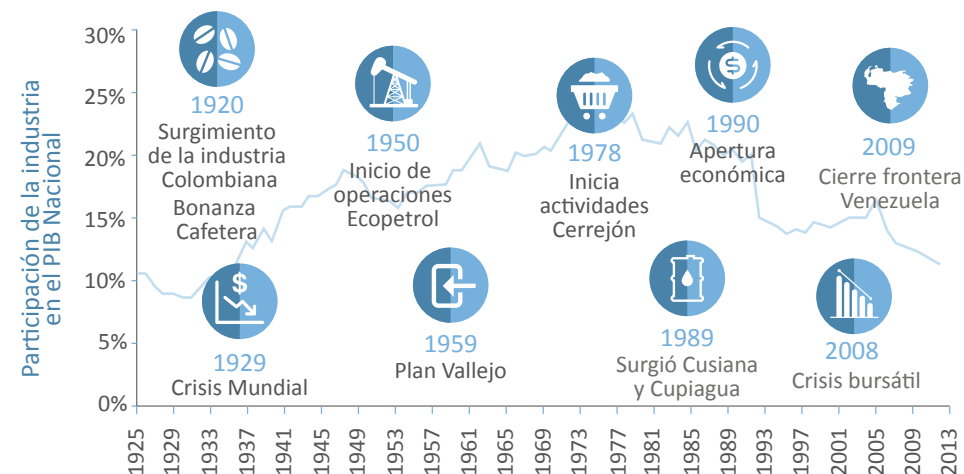 Participación de la industria
en el PIB Nacional
30%
25%
20%
15%
10%
5%
0%
1920
Surgimiento
de la industria
Colombiana
Bonanza
Cafetera
1950
Inicio de
operaciones
Ecopetrol
1978
Inicia
actividades
Cerrejón
$
1990
Apertura
económica
2009
Cierre frontera
Venezuela
$
1929
Crisis Mundial
1959
Plan Vallejo
1989
Surgió Cusiana
y Cupiagua
2008
Crisis bursátil
1925
1929
1933
1937
1941
1945
1949
1953
1957
1961
1965
1969
1973
1977
1981
1985
1989
1993
1997
2001
2005
2009
2013